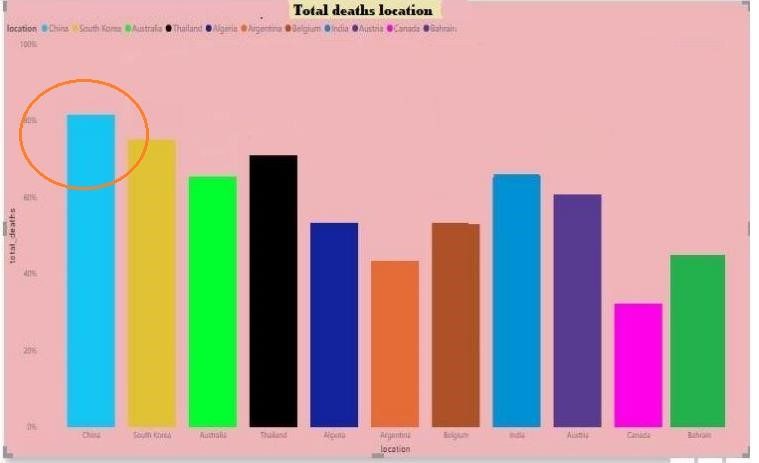 Total deaths location
location China South Korea Australia Thailand Algeria Argentina Belgium India Austria Canada Bahrain
100%
80%
60%
40%
20%
0%
total_deaths
China South Korea Australia Thailand Algeria Argentina Belgium India Austria Canada Bahrain
location